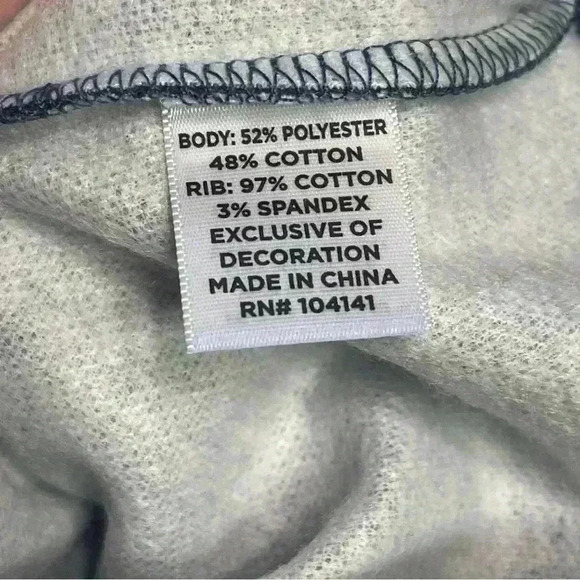 BODY: 52% POLYESTER
48% COTTON
RIB: 97% COTTON
3% SPANDEX
EXCLUSIVE OF
DECORATION
MADE IN CHINA
RN# 104141